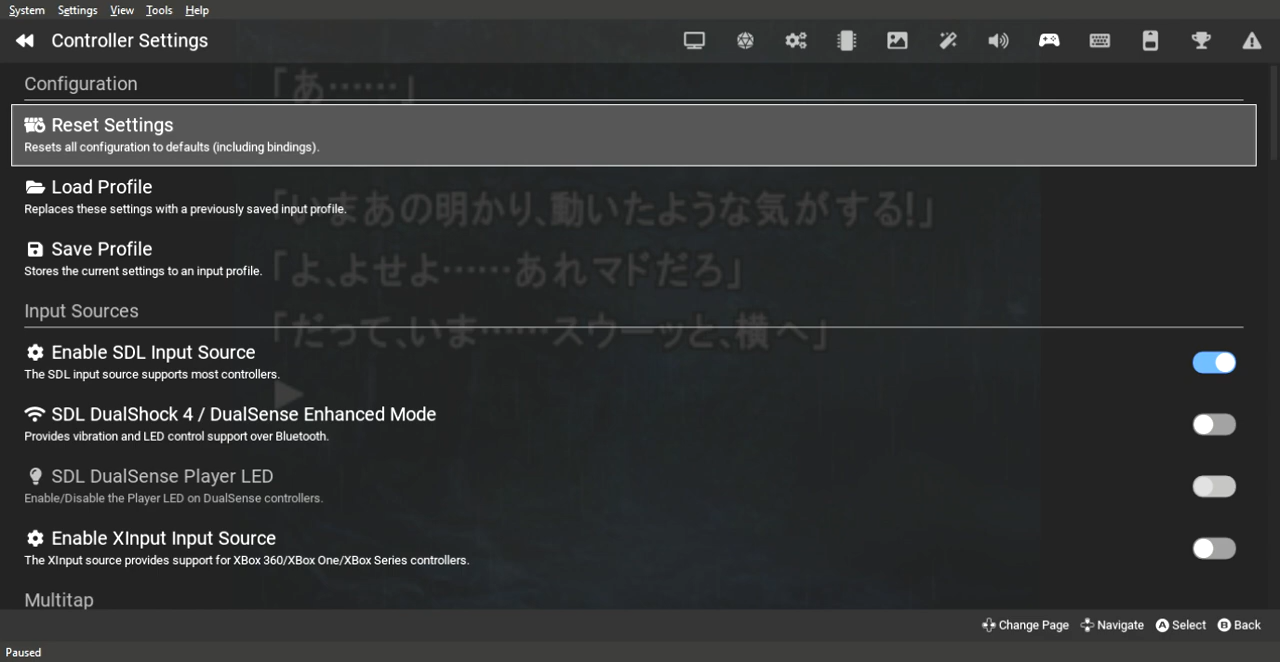 System Settings View Tools Help
Controller Settings
Configuration
「あ……」
Reset Settings
Resets all configuration to defaults (including bindings).
Load Profile
Replaces these settings with a previously saved input profile.
「いまあの明かり、動いたような気がする!」
Save Profile
Stores the current settings to an input profile.
「よ、よせよ……あれマドだろ」
Input Sources
「だって、いま……スウーッと、横へ」
Enable SDL Input Source
The SDL input source supports most controllers.
SDL DualShock 4 / DualSense Enhanced Mode
Provides vibration and LED control support over Bluetooth.
SDL DualSense Player LED
Enable/Disable the Player LED on DualSense controllers.
Enable XInput Input Source
The XInput source provides support for XBox 360/XBox One/XBox Series controllers.
Multitap
Change Page Navigate A Select B Back
Paused